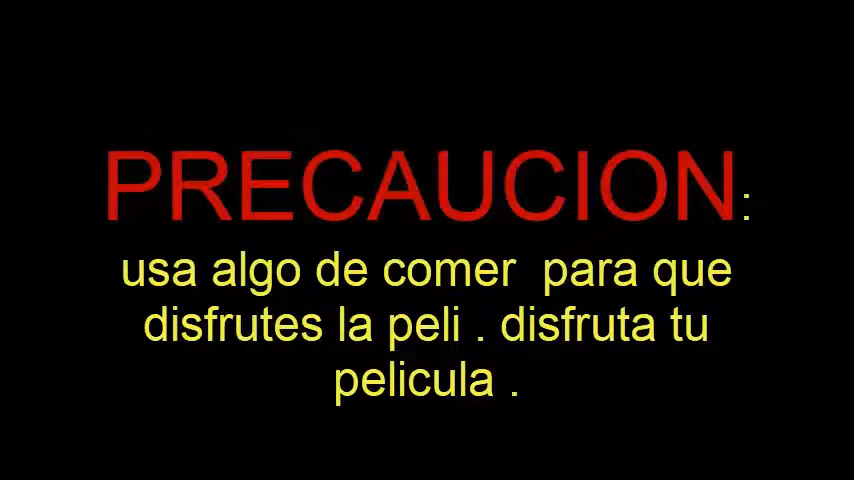 PRECAUCION:
usa algo de comer  para que
disfrutes la peli . disfruta tu
pelicula .